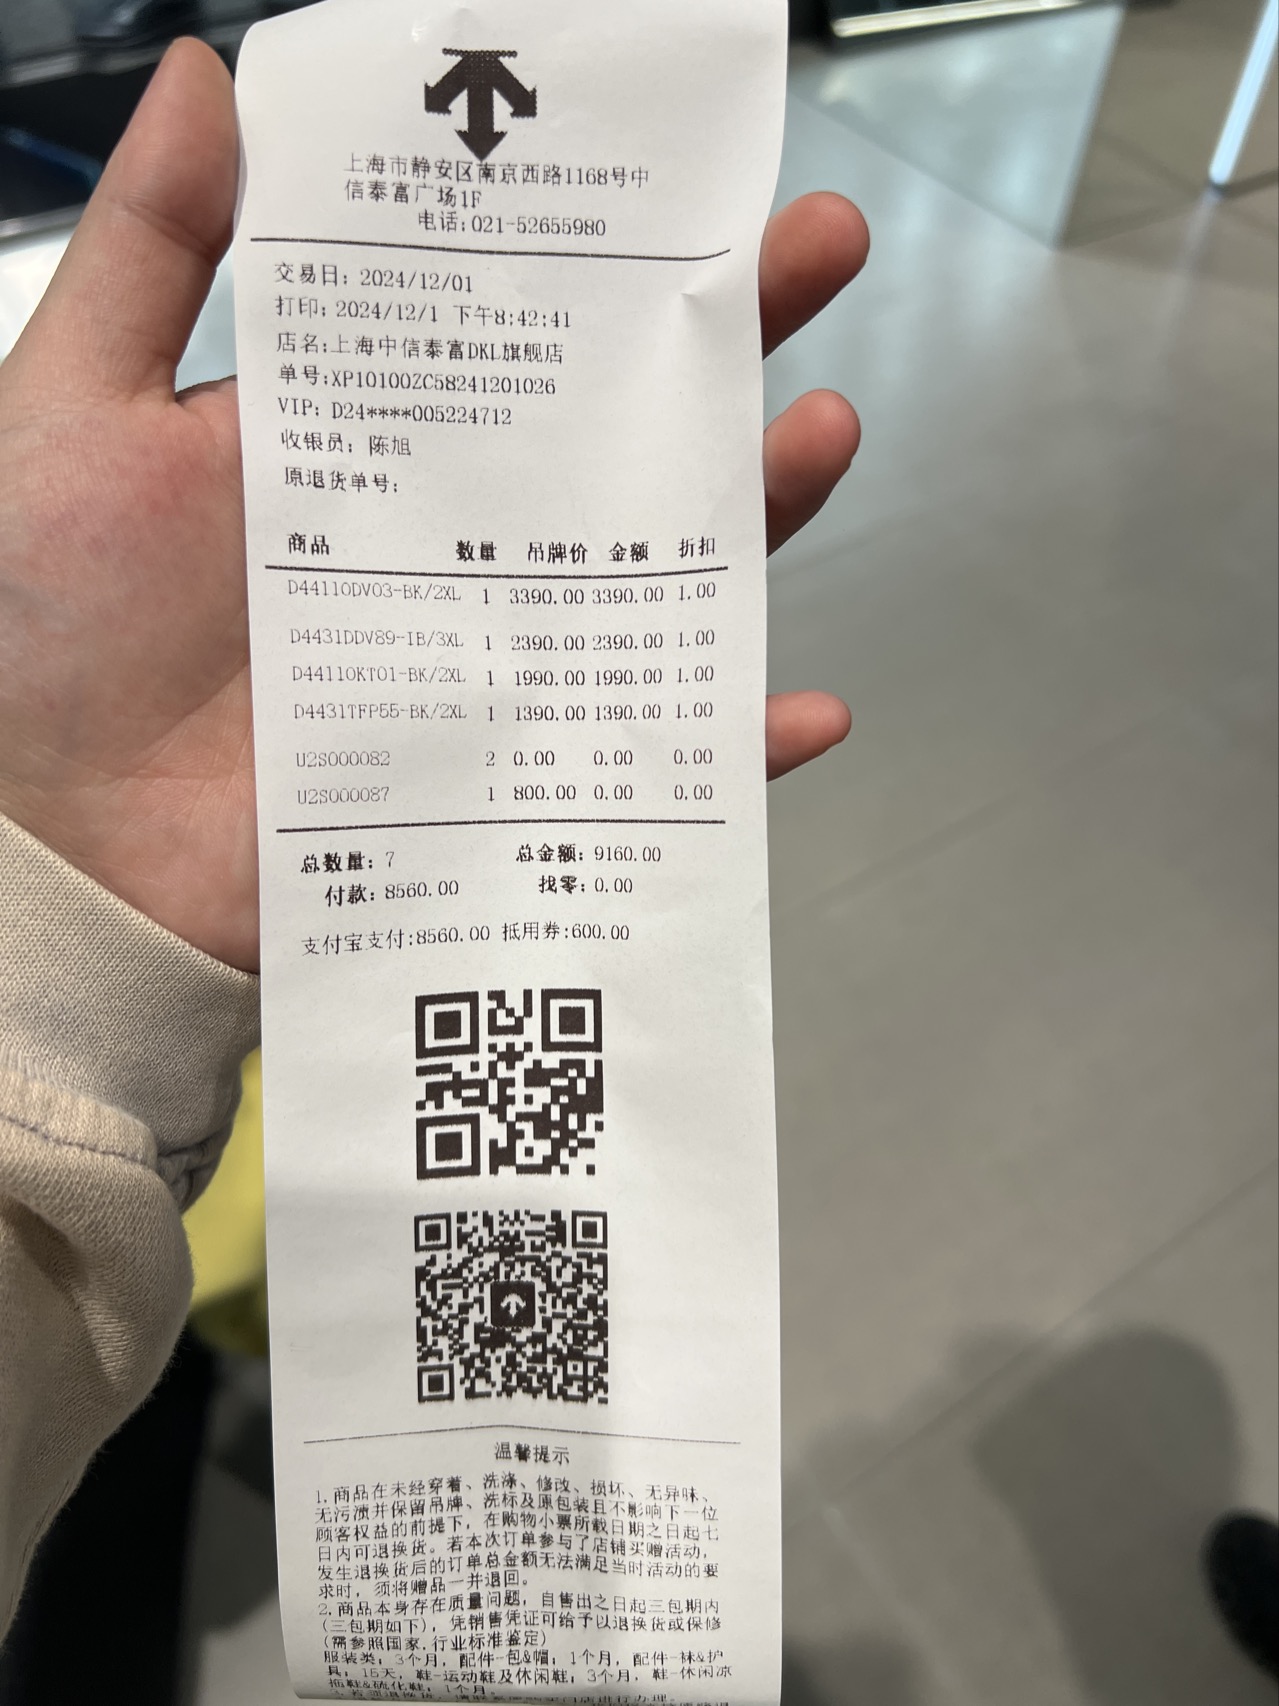 上海市静安区南京西路1168号中
信泰富广场1F
电话:021-52655980
交易日: 2024/12/01
打印: 2024/12/1 下午8:42:41
店名:上海中信泰富DKL旗舰店
单号:XP10100ZC58241201026
VIP: D24****005224712
收银员: 陈旭
原退货单号:
商品 数量 吊牌价 金额 折扣
D44110DV03-BK/2XL 1 3390.00 3390.00 1.00
D4431DDV89-IB/3XL 1 2390.00 2390.00 1.00
D44110KT01-BK/2XL 1 1990.00 1990.00 1.00
D4431TFP55-BK/2XL 1 1390.00 1390.00 1.00
U2S000082 2 0.00 0.00 0.00
U2S000087 1 800.00 0.00 0.00
总数量: 7 总金额: 9160.00
付款: 8560.00 找零: 0.00
支付宝支付:8560.00 抵用券:600.00
温馨提示
1. 商品在未经穿着、洗涤、修改、损坏、无异味、
无污渍并保留吊牌、洗标及原包装且不影响下一位
顾客权益的前提下，在购物小票所载日期之日起七
日内可退换货。若本次订单参与了店铺买赠活动，
发生退换货后的订单总金额无法满足当时活动的要
求时，须将赠品一并退回。
2. 商品本身存在质量问题，自售出之日起三包期内
(三包期如下)，凭销售凭证可给予以退换货或保修
(需参照国家,行业标准鉴定)
服装类: 3个月, 配件-包&帽: 1个月, 配件-袜&护
具: 15天, 鞋-运动鞋及休闲鞋: 3个月, 鞋-休闲凉
拖鞋&硫化鞋: 1个月.